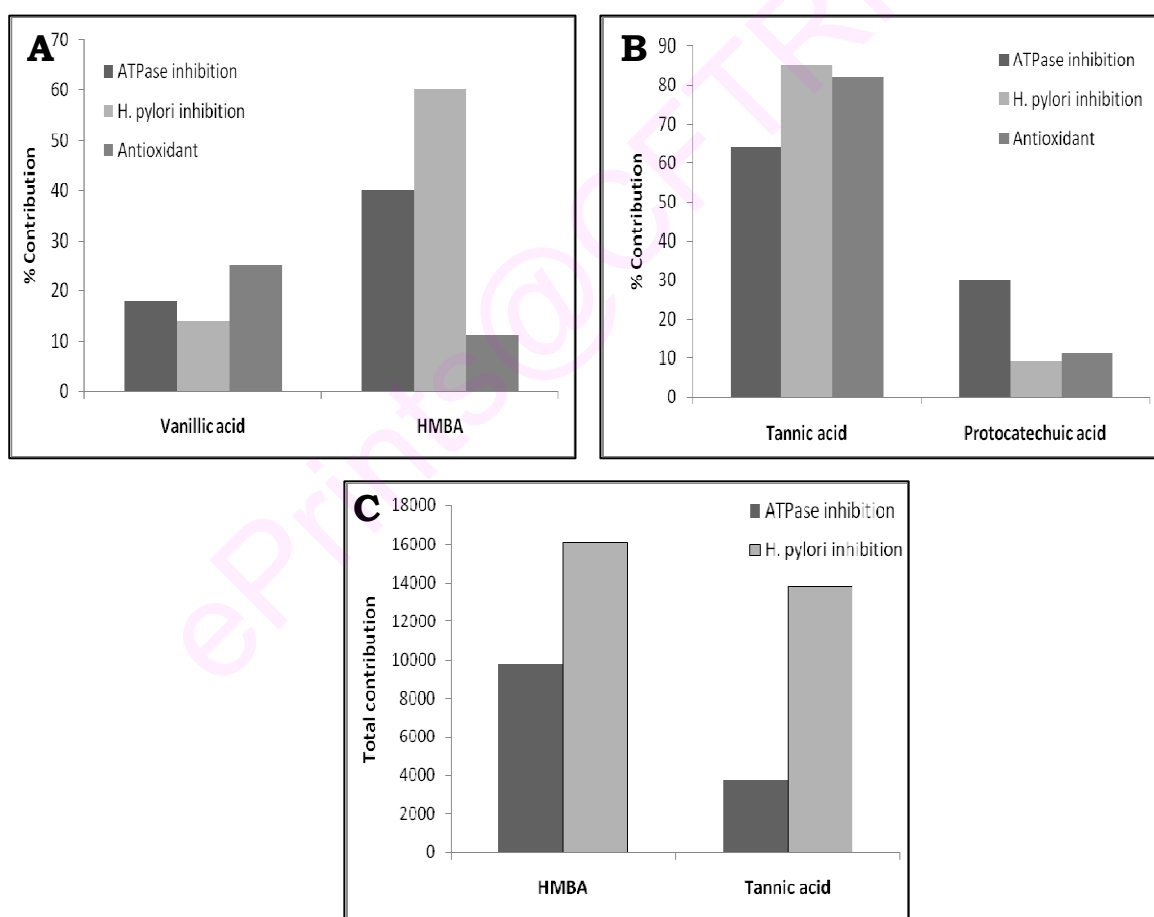 A
70
60
50
40
30
20
10
0
% Contribution
ATPase inhibition
H. pylori inhibition
Antioxidant
Vanillic acid
HMBA
B
90
80
70
60
50
40
30
20
10
0
% Contribution
ATPase inhibition
H. pylori inhibition
Antioxidant
Tannic acid
Protocatechuic acid
C
18000
16000
14000
12000
10000
8000
6000
4000
2000
0
Total contribution
ATPase inhibition
H. pylori inhibition
HMBA
Tannic acid
ePrints@CFTR